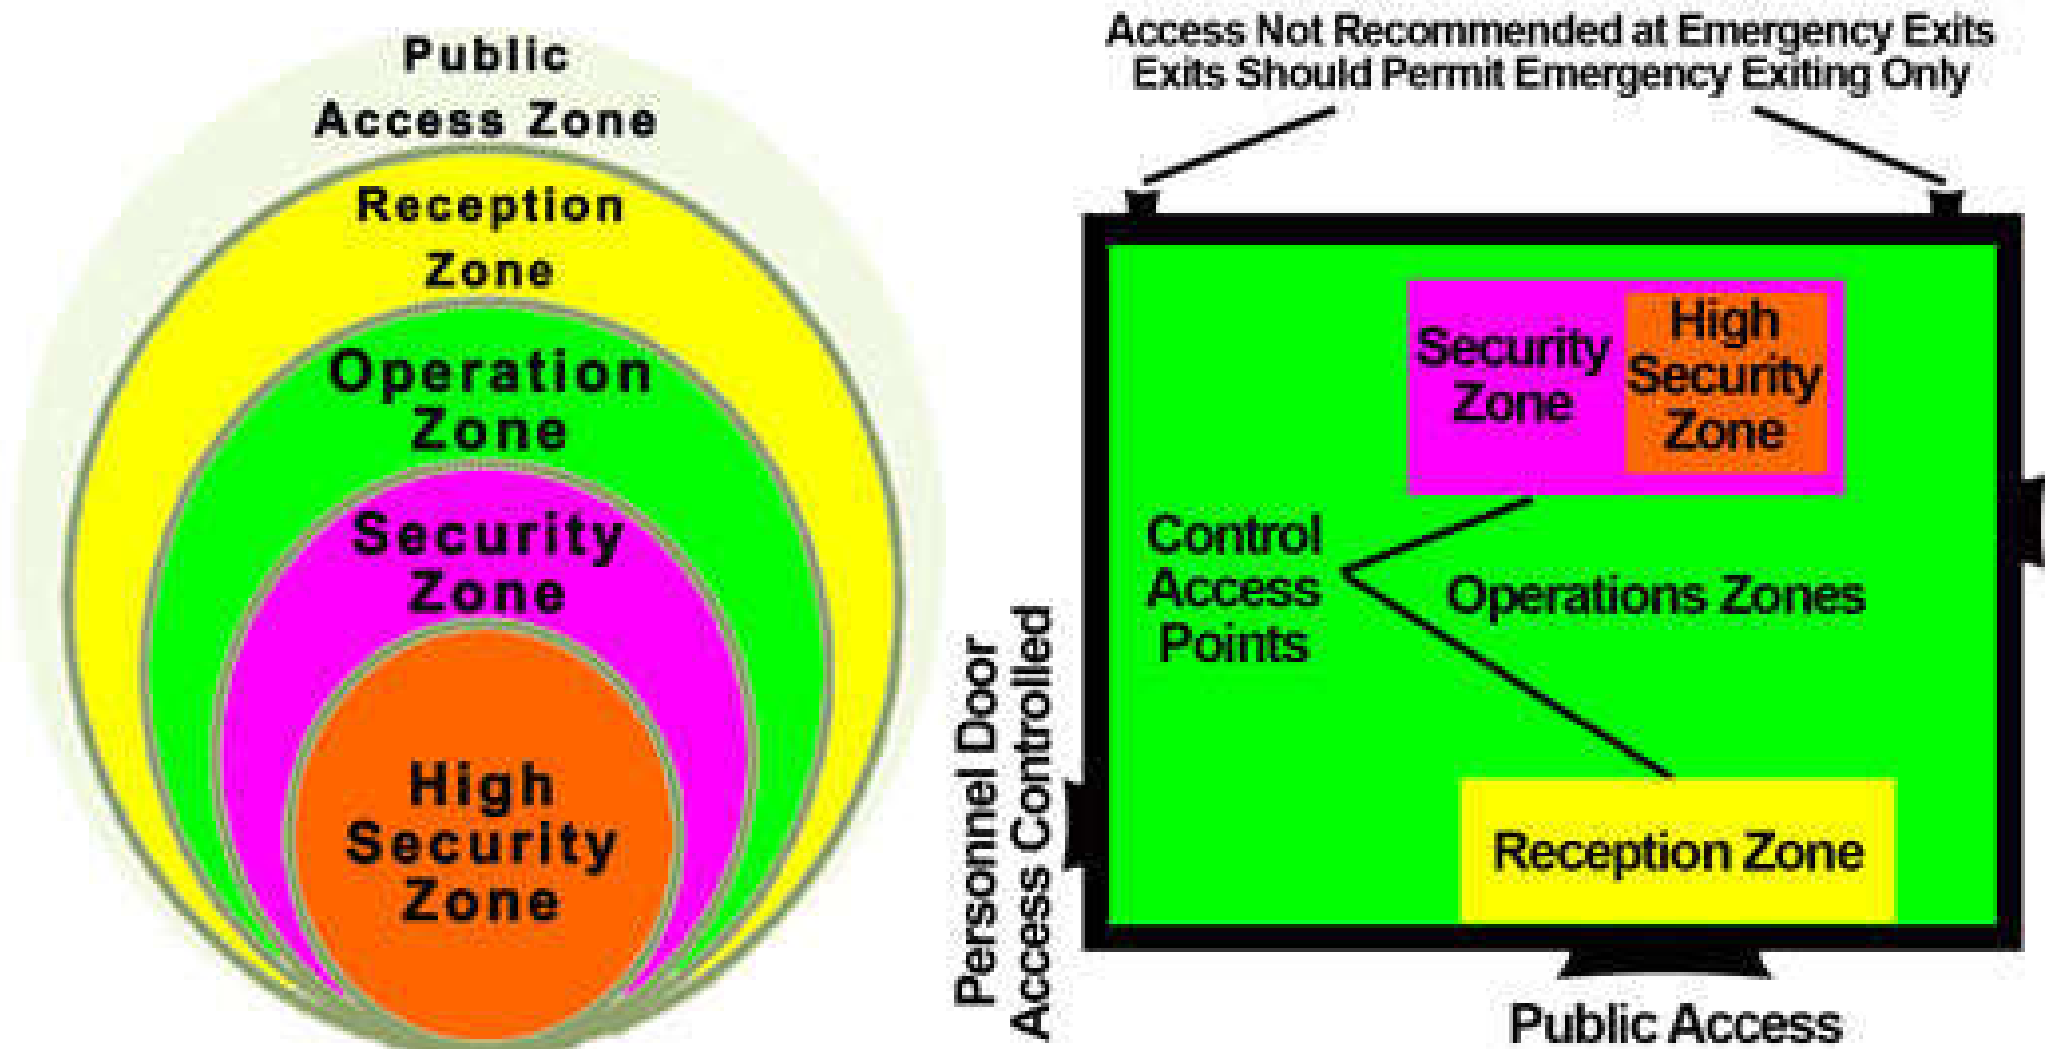 Public
Access Zone
Reception
Zone
Operation
Zone
Security
Zone
High
Security
Zone
Access Not Recommended at Emergency Exits
Exits Should Permit Emergency Exiting Only
Security
Zone
High
Security
Zone
Control
Access
Points
Operations Zones
Personnel Door
Access Controlled
Reception Zone
Public Access